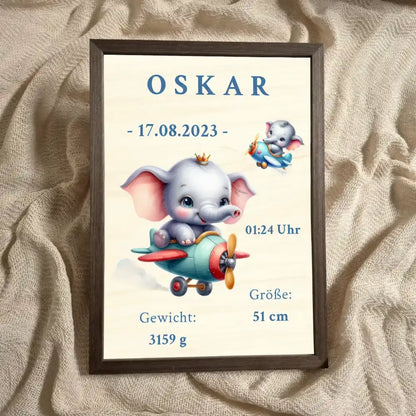 OSKAR
- 17.08.2023 -
01:24 Uhr
Größe:
51 cm
Gewicht:
3159 g